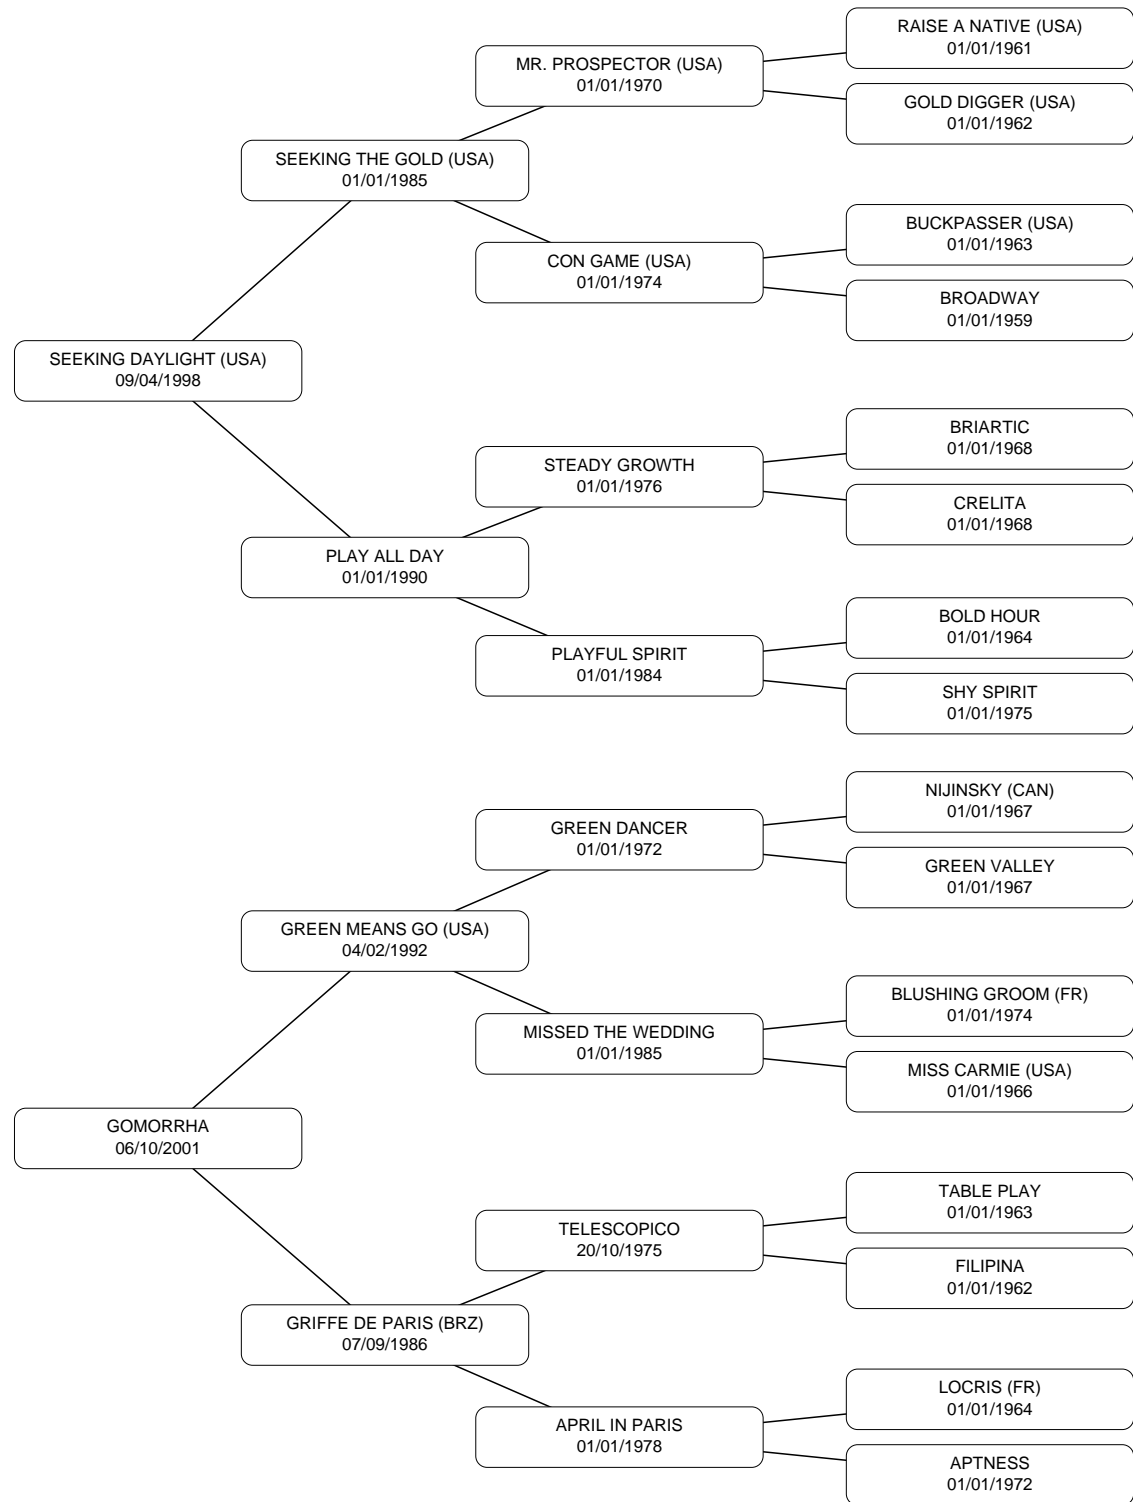 RAISE A NATIVE (USA)
01/01/1961
MR. PROSPECTOR (USA)
01/01/1970
GOLD DIGGER (USA)
01/01/1962
SEEKING THE GOLD (USA)
01/01/1985
BUCKPASSER (USA)
01/01/1963
CON GAME (USA)
01/01/1974
BROADWAY
01/01/1959
SEEKING DAYLIGHT (USA)
09/04/1998
BRIARTIC
01/01/1968
STEADY GROWTH
01/01/1976
CRELITA
01/01/1968
PLAY ALL DAY
01/01/1990
BOLD HOUR
01/01/1964
PLAYFUL SPIRIT
01/01/1984
SHY SPIRIT
01/01/1975
NIJINSKY (CAN)
01/01/1967
GREEN DANCER
01/01/1972
GREEN VALLEY
01/01/1967
GREEN MEANS GO (USA)
04/02/1992
BLUSHING GROOM (FR)
01/01/1974
MISSED THE WEDDING
01/01/1985
MISS CARMIE (USA)
01/01/1966
GOMORRHA
06/10/2001
TABLE PLAY
01/01/1963
TELESCOPICO
20/10/1975
FILIPINA
01/01/1962
GRIFFE DE PARIS (BRZ)
07/09/1986
LOCRIS (FR)
01/01/1964
APRIL IN PARIS
01/01/1978
APTNESS
01/01/1972